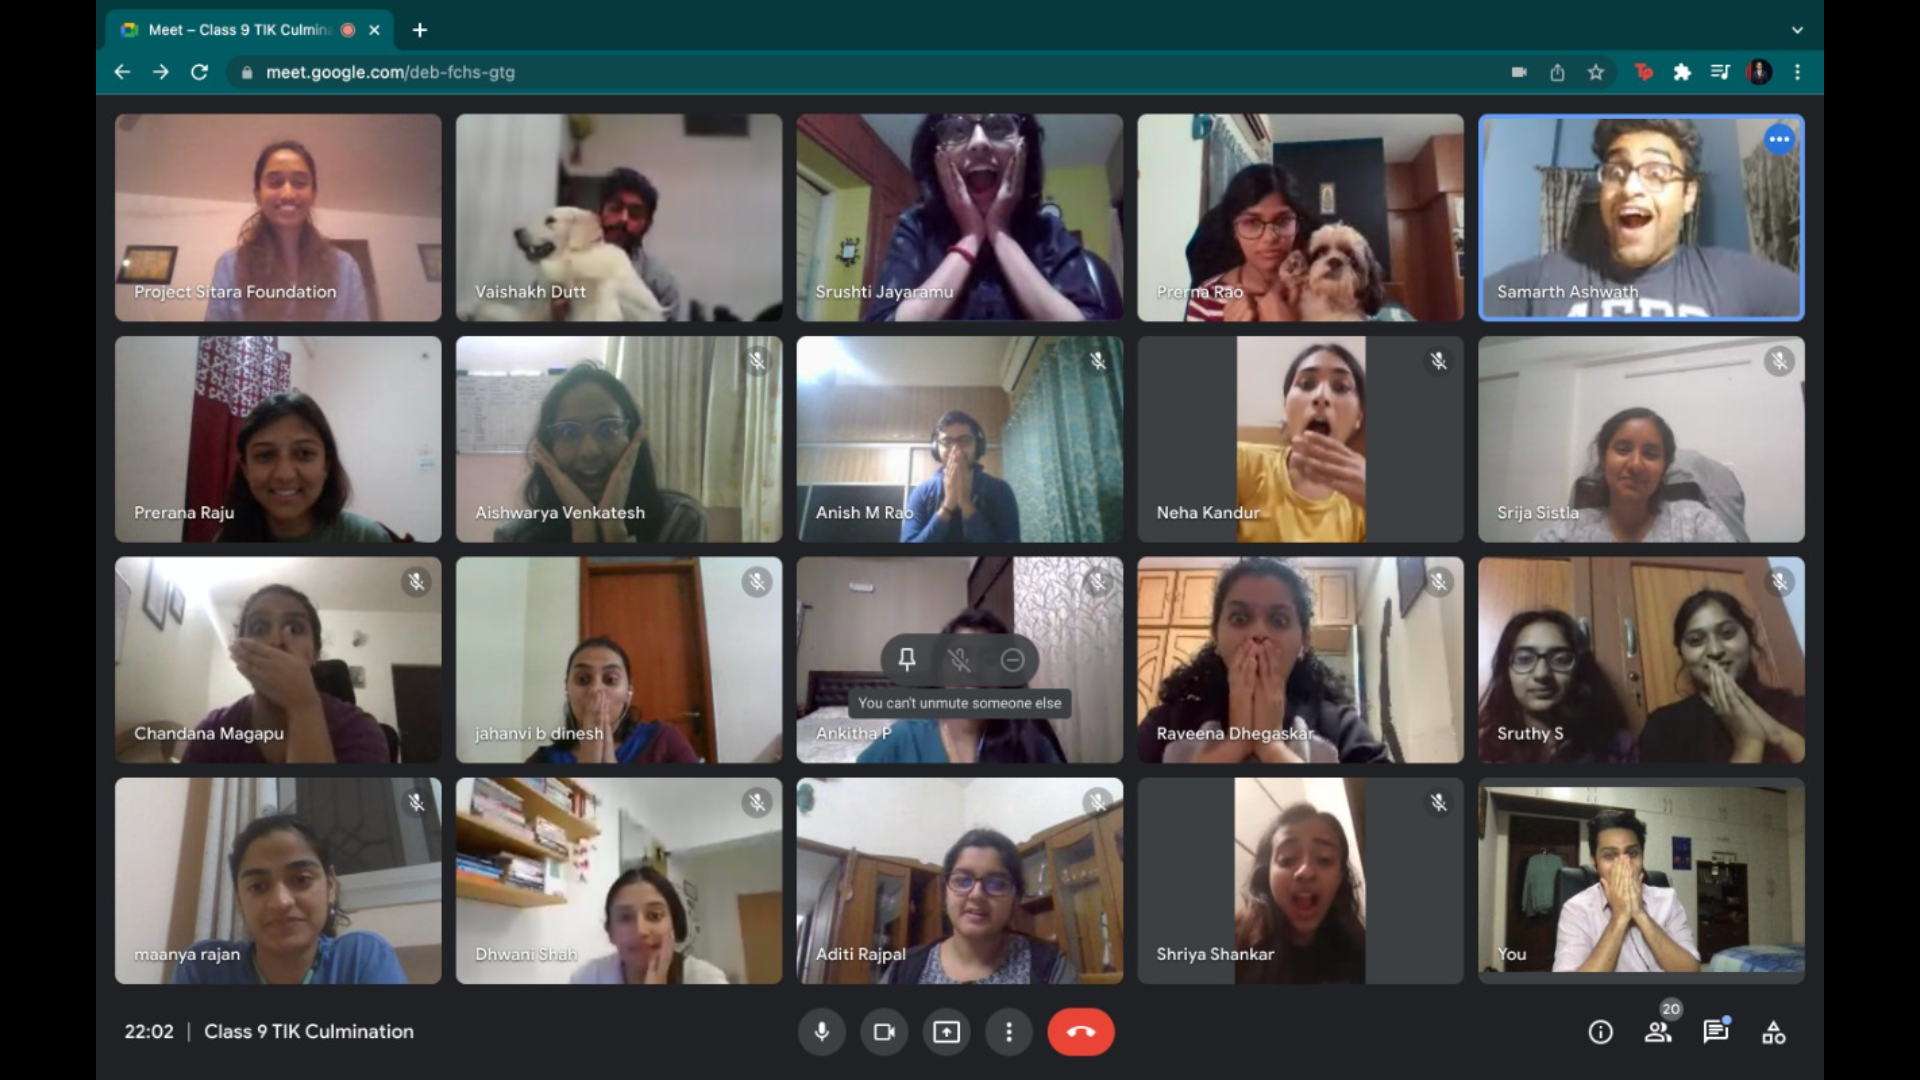 Meet – Class 9 TIK Culmin
meet.google.com/deb-fchs-gtg
Tp
Project Sitara Foundation
Vaishakh Dutt
Srushti Jayaramu
Prerna Rao
Samarth Ashwath
Prerana Raju
Aishwarya Venkatesh
Anish M Rao
Neha Kandur
Srija Sistla
Chandana Magapu
jahanvi b dinesh
You can't unmute someone else
Ankitha P
Raveena Dhegaskar
Sruthy S
maanya rajan
Dhwani Shah
Aditi Rajpal
Shriya Shankar
You
20
22:02 | Class 9 TIK Culmination